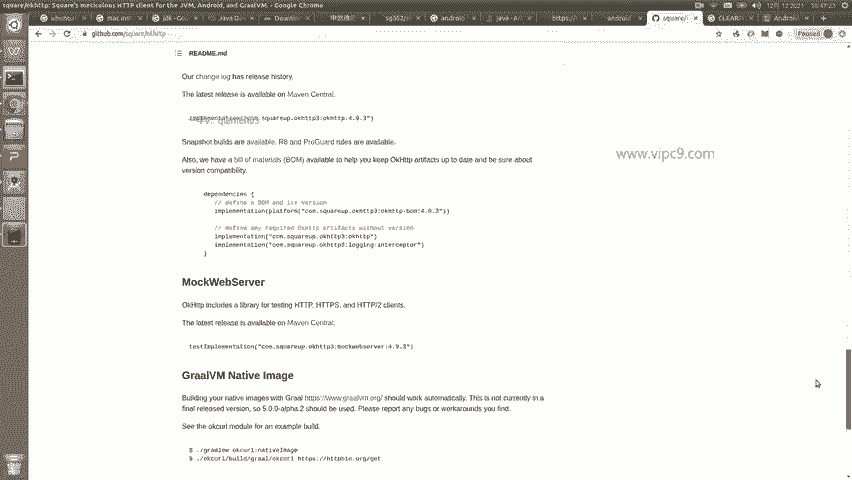 square/okhttp: Square's meticulous HTTP client for the JVM, Android, and GraalVM. - Google Chrome
12月 12 2021
github.com/square/okhttp
Paused
README.md
Our change log has release history.
The latest release is available on Maven Central.
implementation("com.squareup.okhttp3:okhttp:4.9.3")
Snapshot builds are available. R8 and ProGuard rules are available.
www.vipc9.com
Also, we have a bill of materials (BOM) available to help you keep OkHttp artifacts up to date and be sure about
version compatibility.
dependencies {
// define a BOM and its version
implementation(platform("com.squareup.okhttp3:okhttp-bom:4.9.3"))
// define any required OkHttp artifacts without version
implementation("com.squareup.okhttp3:okhttp")
implementation("com.squareup.okhttp3:logging-interceptor")
}
MockWebServer
OkHttp includes a library for testing HTTP, HTTPS, and HTTP/2 clients.
The latest release is available on Maven Central.
testImplementation("com.squareup.okhttp3:mockwebserver:4.9.3")
GraalVM Native Image
Building your native images with Graal https://www.graalvm.org/ should work automatically. This is not currently in a
final released version, so 5.0.0-alpha.2 should be used. Please report any bugs or workarounds you find.
See the okcurl module for an example build.
$ ./gradlew okcurl:nativeImage
$ ./okcurl/build/graal/okcurl https://httpbin.org/get